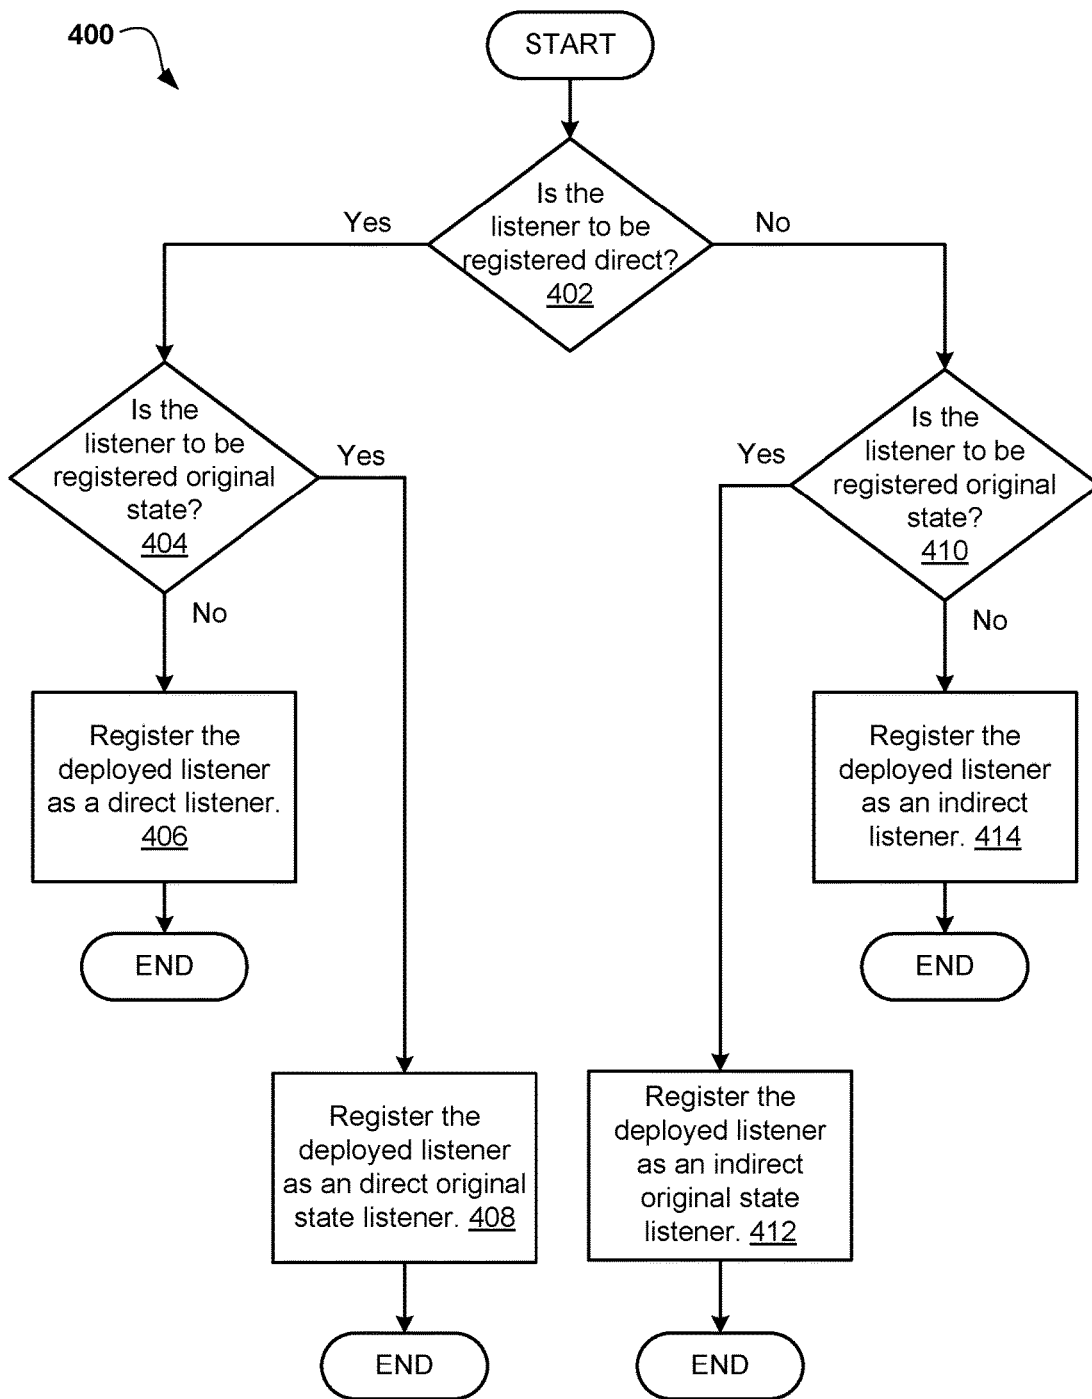 400
START
Is the
listener to be
registered direct?
402
Yes
No
Is the
listener to be
registered original
state?
404
Yes
No
Is the
listener to be
registered original
state?
410
Yes
No
Register the
deployed listener
as a direct listener.
406
END
Register the
deployed listener
as an indirect
listener. 414
END
Register the
deployed listener
as an direct original
state listener. 408
END
Register the
deployed listener
as an indirect
original state
listener. 412
END